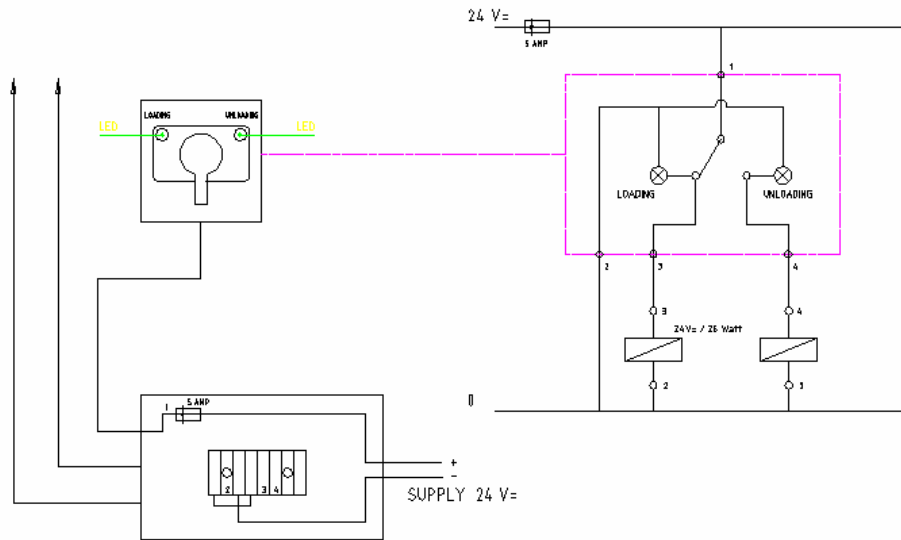 24 V=
5 AMP
1
LOADING
UNLOADING
LED
LED
LOADING
UNLOADING
2
3
4
3
24V= / 26 Watt
4
2
0
1
5 AMP
2
3
4
+
-
SUPPLY 24 V=